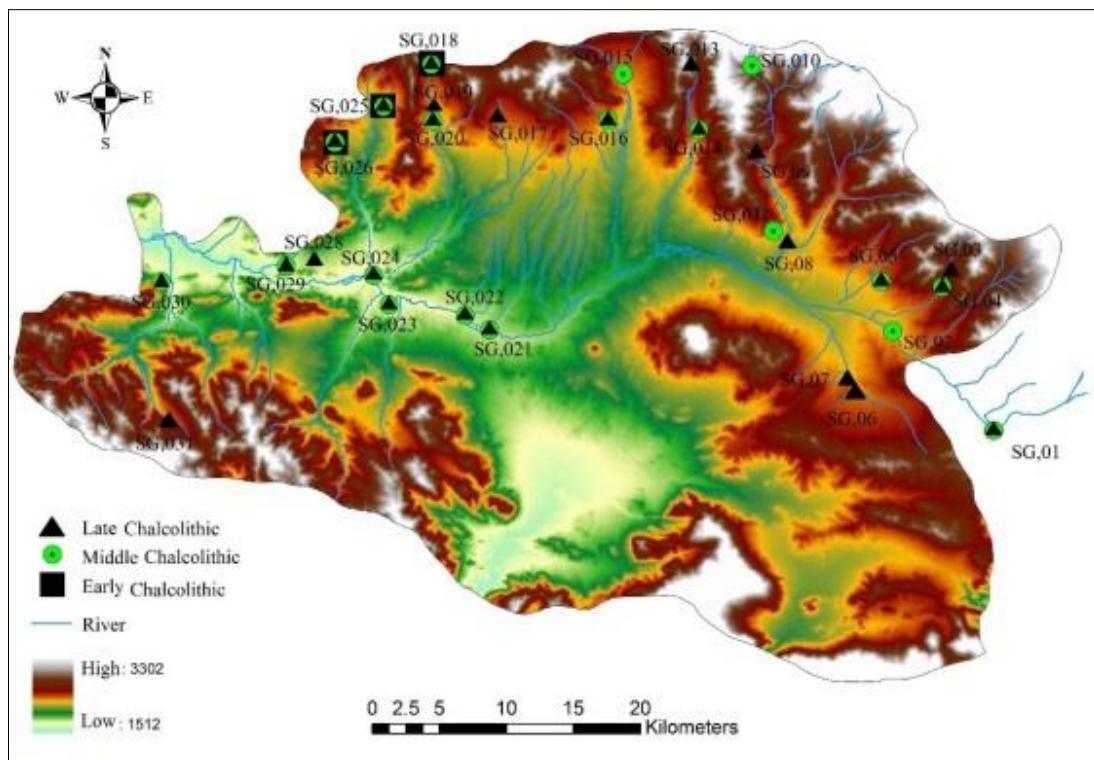 N
W E
S
SG,018
SG,013
SG,015
SG,010
SG,025
SG,020
SG,017
SG,016
SG,026
SG,08
SG,028
SG,024
SG,029
SG,030
SG,022
SG,023
SG,021
SG,04
SG,07
SG,06
SG,031
SG,01
Late Chalcolithic
Middle Chalcolithic
Early Chalcolithic
River
High: 3302
Low: 1512
0 2.5 5 10 15 20
Kilometers